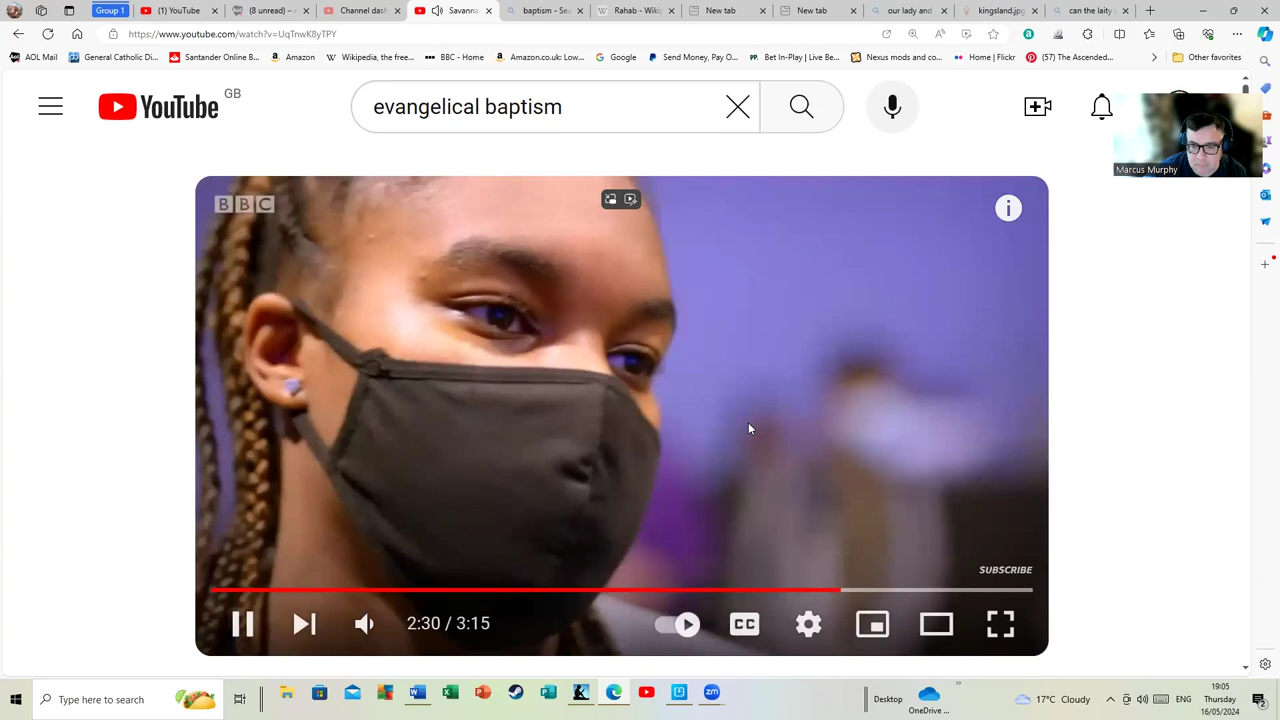 Group 1
(1) YouTube
(8 unread) –
Channel das
Savanna
baptism Sea
Rahab - Wiki
New tab
New tab
our lady and
kingsland.jp
can the laity
https://www.youtube.com/watch?v=UqTnwK8yTPY
AOL Mail
General Catholic Di...
Santander Online B...
Amazon
Wikipedia, the free...
BBC - Home
Amazon.co.uk: Low...
Google
Send Money, Pay O...
Bet In-Play | Live Be...
Nexus mods and co...
Home | Flickr
(57) The Ascended...
Other favorites
YouTube GB
evangelical baptism
Marcus Murphy
BBC
i
SUBSCRIBE
2:30 / 3:15
CC
Type here to search
Desktop
OneDrive ...
17°C Cloudy
ENG
19:05
Thursday
16/05/2024